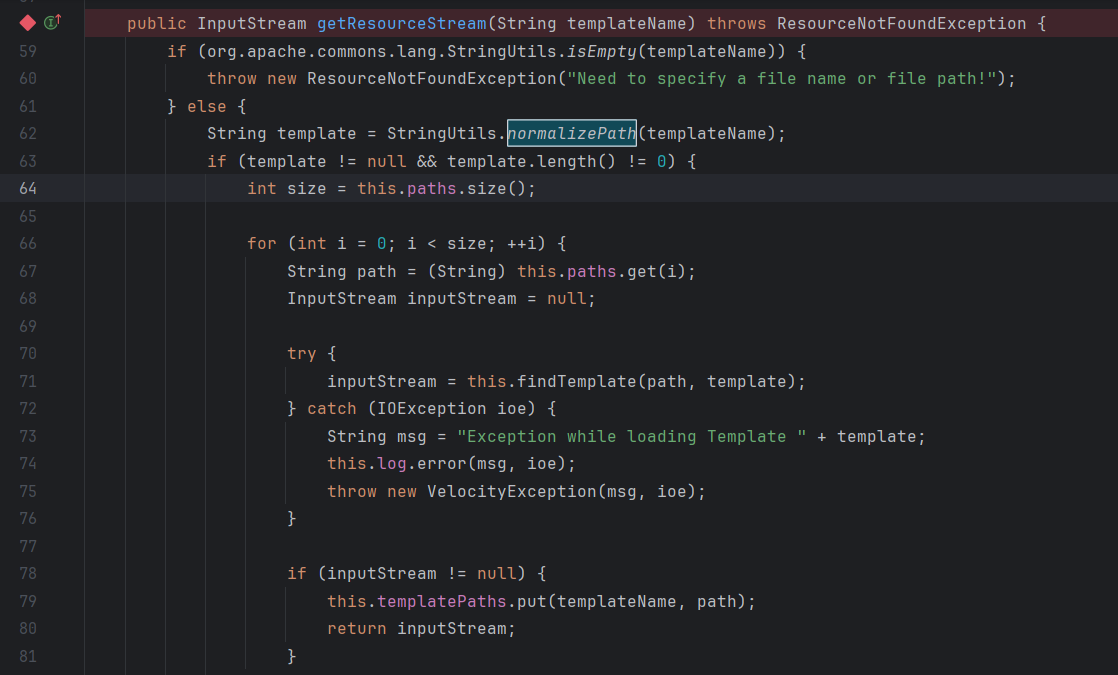 public InputStream getResourceStream(String templateName) throws ResourceNotFoundException {
59 if (org.apache.commons.lang.StringUtils.isEmpty(templateName)) {
60 throw new ResourceNotFoundException("Need to specify a file name or file path!");
61 } else {
62 String template = StringUtils.normalizePath(templateName);
63 if (template != null && template.length() != 0) {
64 int size = this.paths.size();
65
66 for (int i = 0; i < size; ++i) {
67 String path = (String) this.paths.get(i);
68 InputStream inputStream = null;
69
70 try {
71 inputStream = this.findTemplate(path, template);
72 } catch (IOException ioe) {
73 String msg = "Exception while loading Template " + template;
74 this.log.error(msg, ioe);
75 throw new VelocityException(msg, ioe);
76 }
77
78 if (inputStream != null) {
79 this.templatePaths.put(templateName, path);
80 return inputStream;
81 }